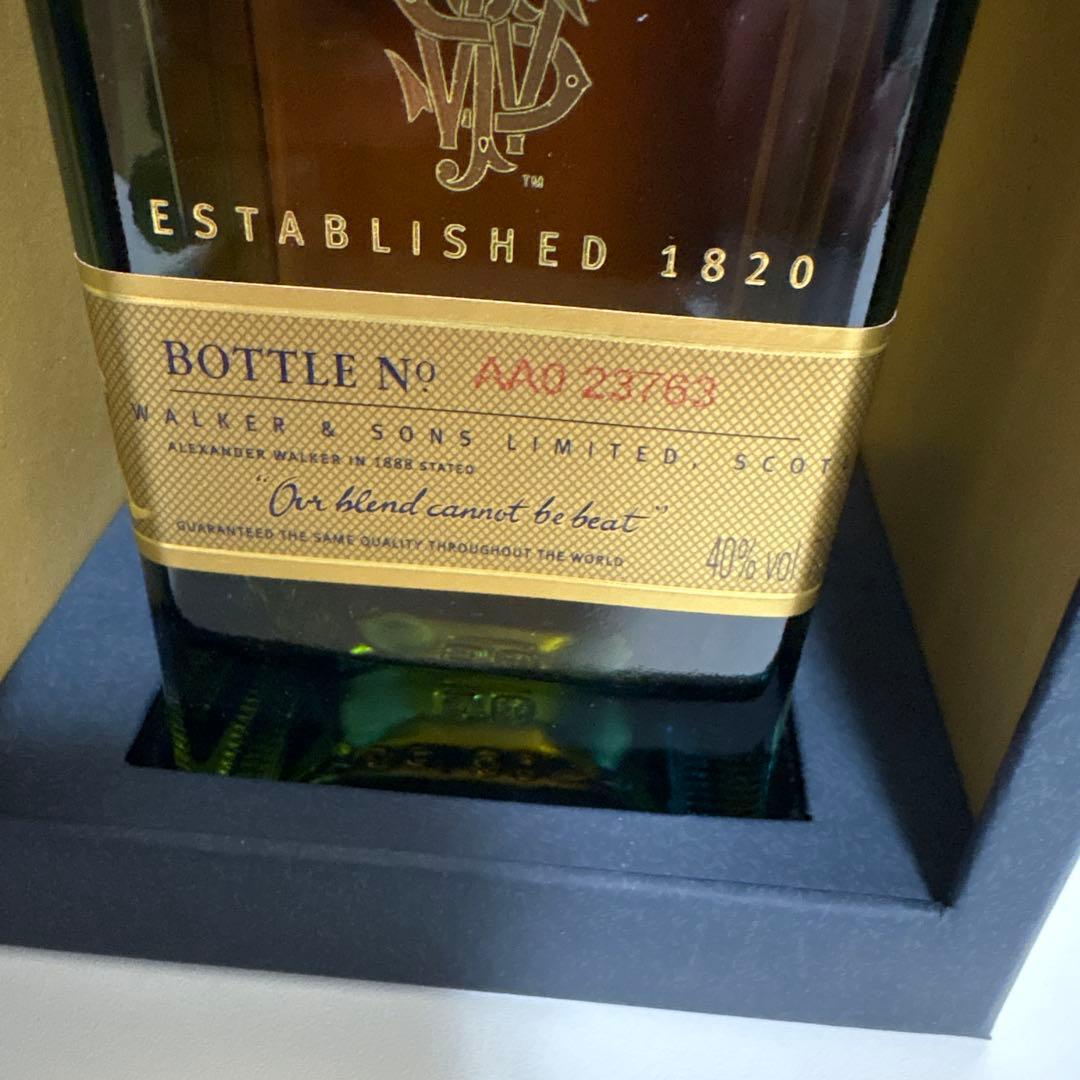 TM
ESTABLISHED 1820
BOTTLE Nº AA0 23763
WALKER & SONS LIMITED, SCOT
ALEXANDER WALKER IN 1888 STATED
"Our blend cannot be beat"
GUARANTEED THE SAME QUALITY THROUGHOUT THE WORLD
40% vol